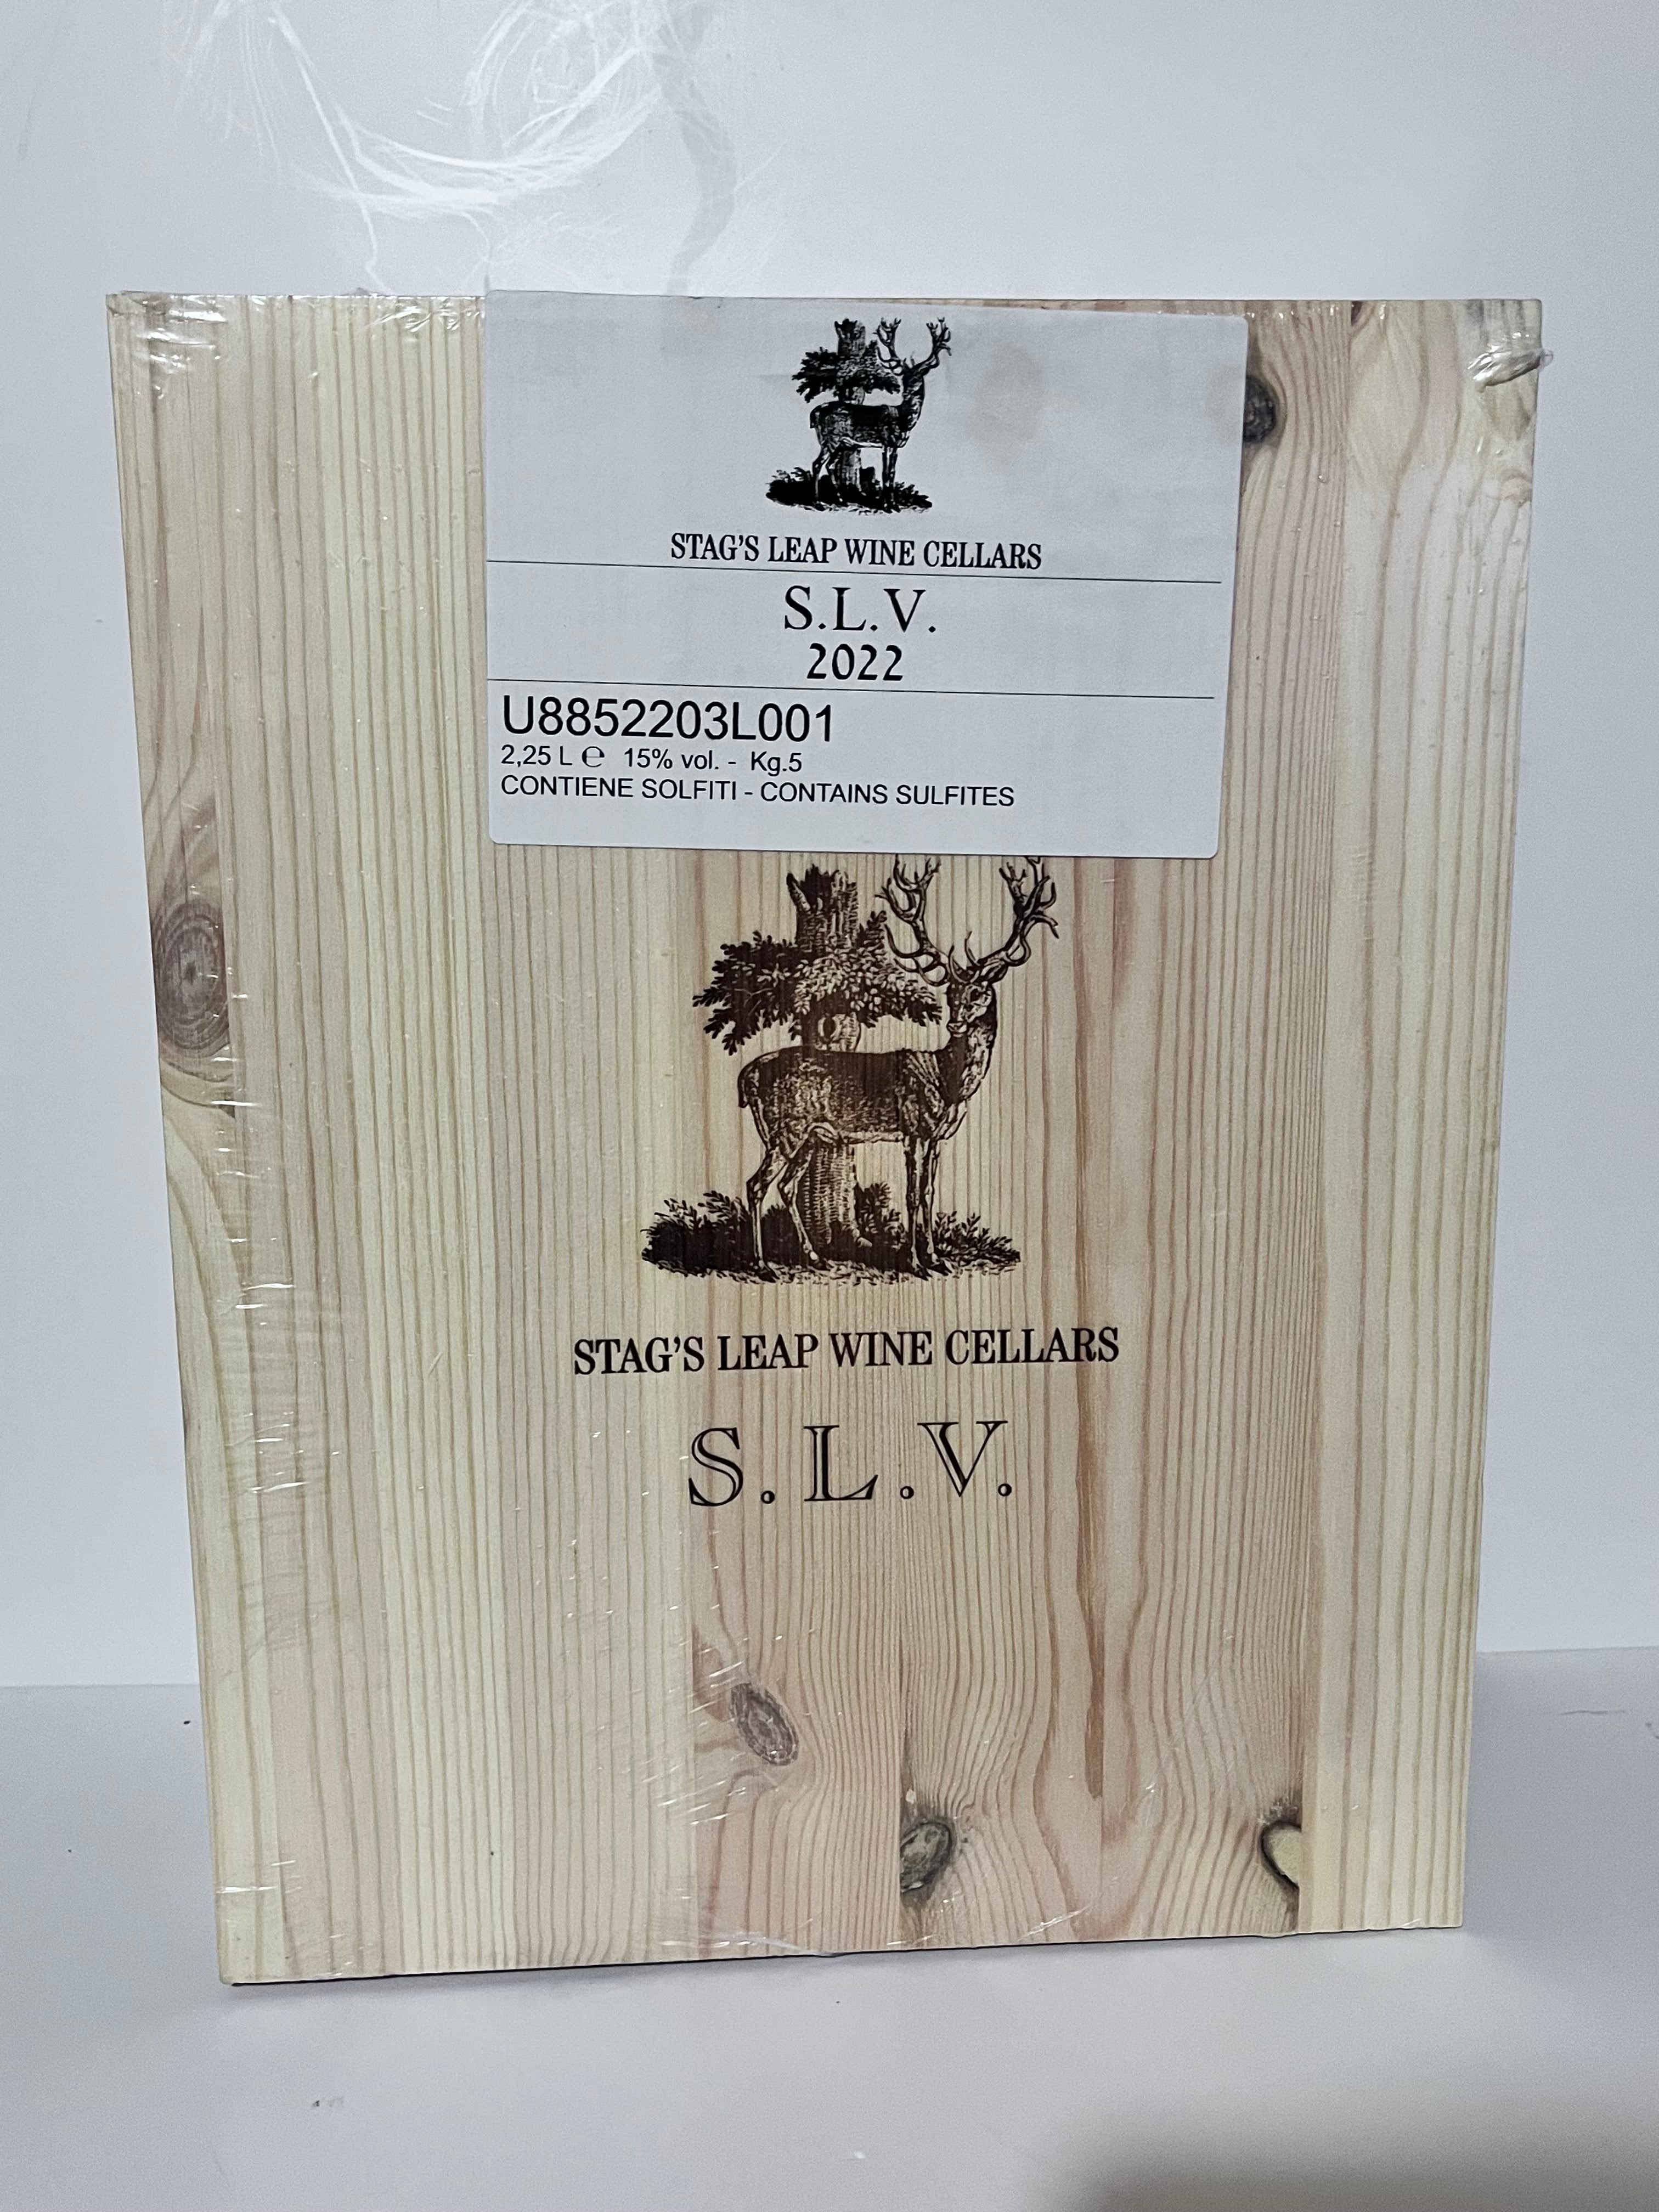 STAG'S LEAP WINE CELLARS
S.L.V.
2022
U8852203L001
2,25 L ℮ 15% vol. - Kg.5
CONTIENE SOLFITI - CONTAINS SULFITES
STAG'S LEAP WINE CELLARS
S.L.V.